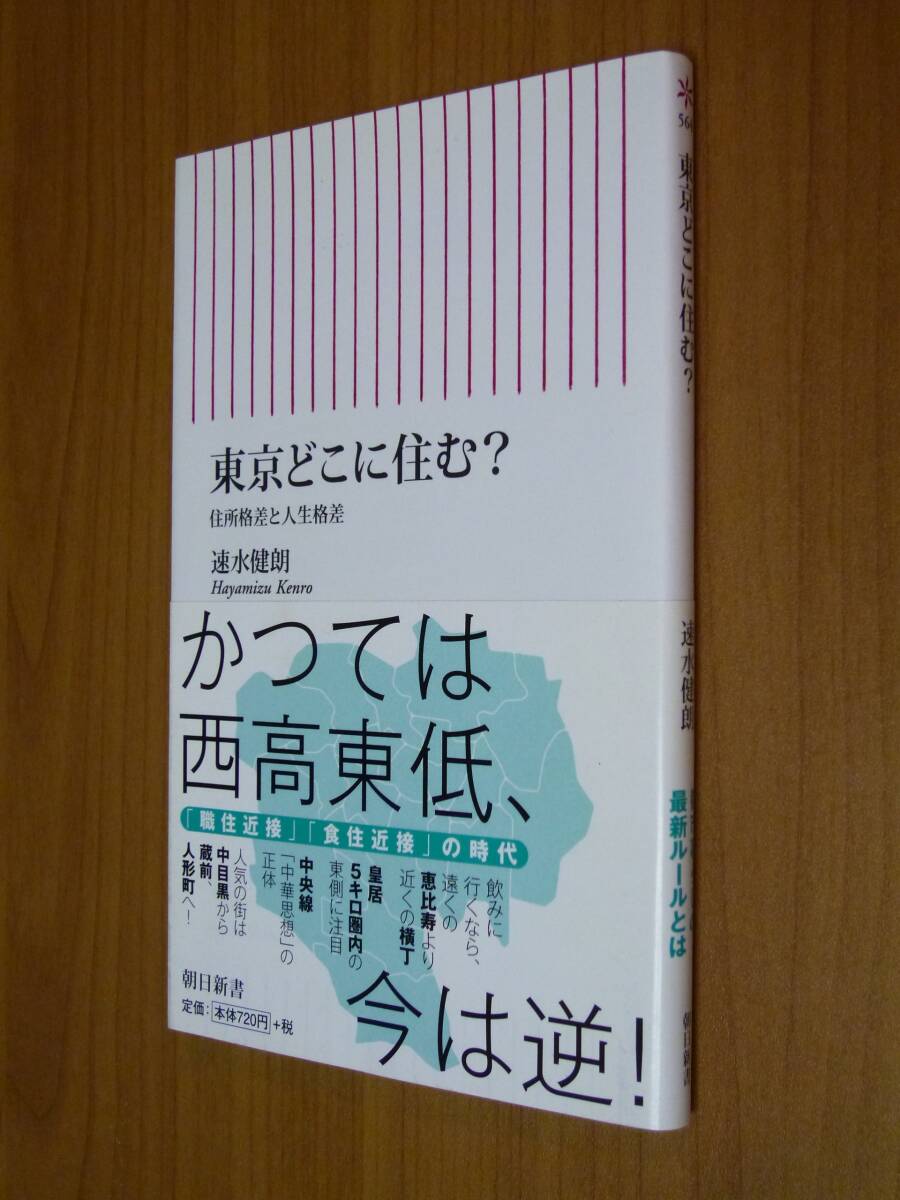 東京どこに住む?
住所格差と人生格差
速水健朗
Hayamizu Kenro
かつては
西高東低、
「職住近接」「食住近接」の時代
飲みに
行くなら、
遠くの
恵比寿より
近くの横丁
皇居
5キロ圏内の
東側に注目
中央線
「中華思想」の
正体
人気の街は
中目黒から
蔵前、
人形町へ!
今は逆!
朝日新書
定価:本体720円+税
東京どこに住む?
速水健朗
最新ルールとは
朝日新書